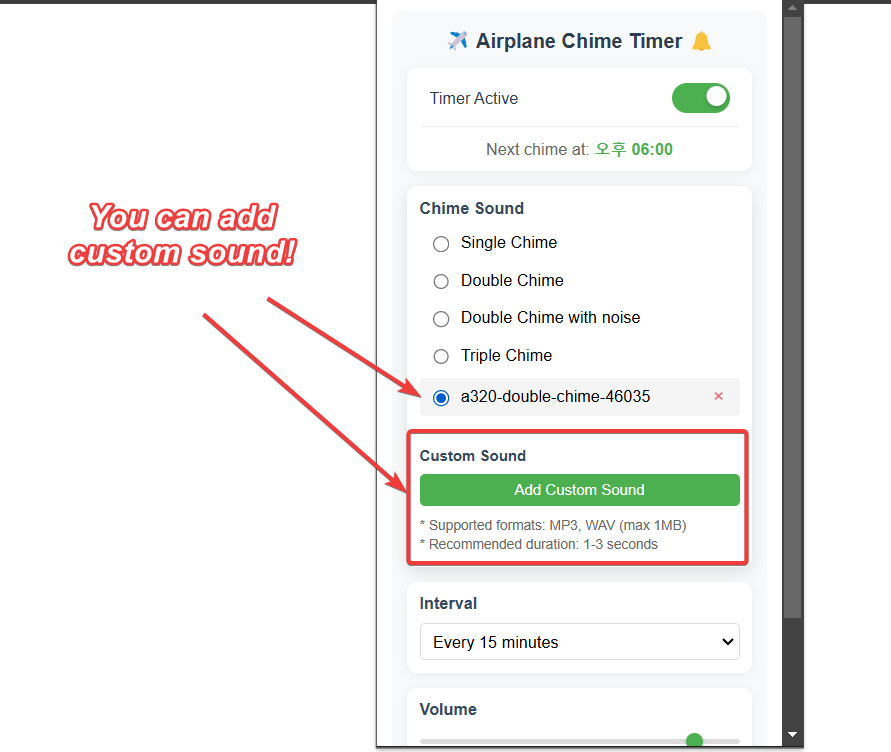 ✈️ Airplane Chime Timer 🔔
Timer Active
Next chime at: 오후 06:00
You can add
custom sound!
Chime Sound
Single Chime
Double Chime
Double Chime with noise
Triple Chime
a320-double-chime-46035 ×
Custom Sound
Add Custom Sound
* Supported formats: MP3, WAV (max 1MB)
* Recommended duration: 1-3 seconds
Interval
Every 15 minutes
Volume